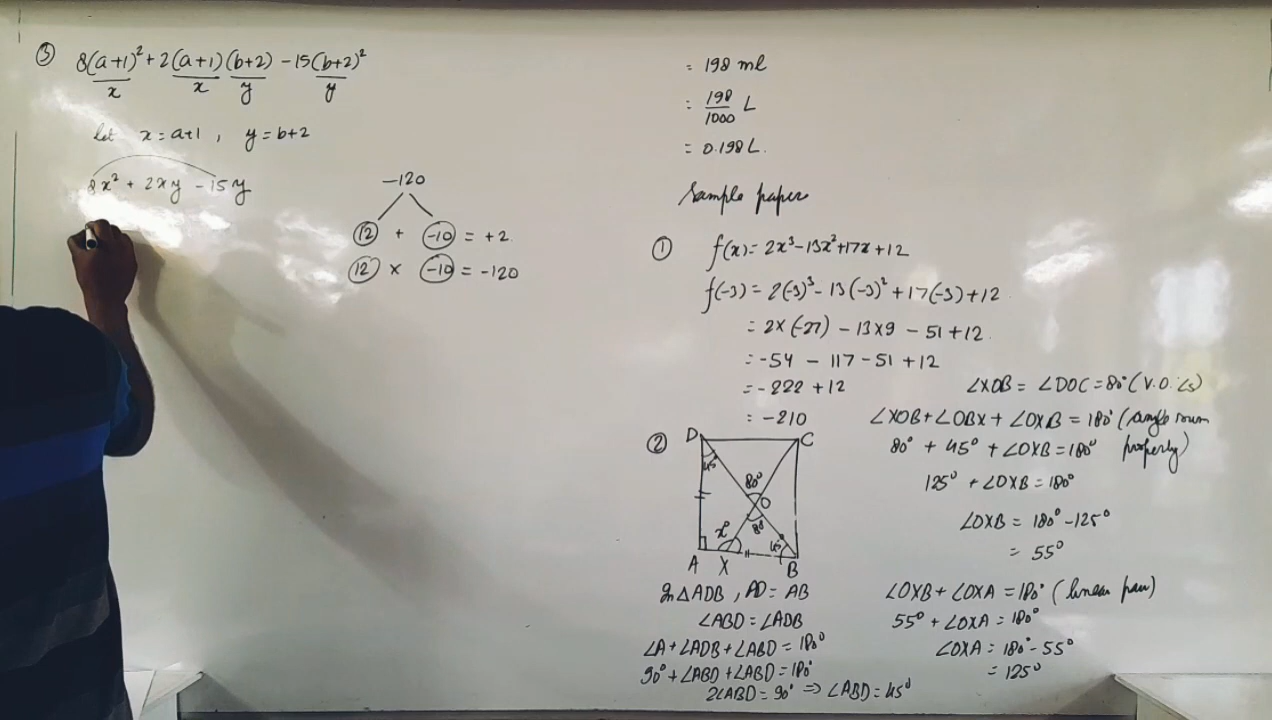 ③ 8(a+1)² + 2(a+1)(b+2) - 15(b+2)²
x x y y
let x = a+1 , y = b+2
8x² + 2xy - 15y
-120
12 + -10 = +2
12 × -10 = -120
= 198 ml
= 198/1000 L
= 0.198 L.
Sample paper
① f(x) = 2x³ - 13x² + 17x + 12
f(-3) = 2(-3)³ - 13(-3)² + 17(-3) + 12
= 2×(-27) - 13×9 - 51 + 12
= -54 - 117 - 51 + 12
= -222 + 12
= -210
②
D C
45°
80°
O
80
x° 45°
A X B
In △ADB , AD = AB
∠ABD = ∠ADB
∠A + ∠ADB + ∠ABD = 180°
90° + ∠ABD + ∠ABD = 180°
2∠ABD = 90° ⇒ ∠ABD = 45°
∠XOB = ∠DOC = 80° (V.O.∠s)
∠XOB + ∠OBX + ∠OXB = 180° (angle sum
property)
80° + 45° + ∠OXB = 180°
125° + ∠OXB = 180°
∠OXB = 180° - 125°
= 55°
∠OXB + ∠OXA = 180° (linear pair)
55° + ∠OXA = 180°
∠OXA = 180° - 55°
= 125°